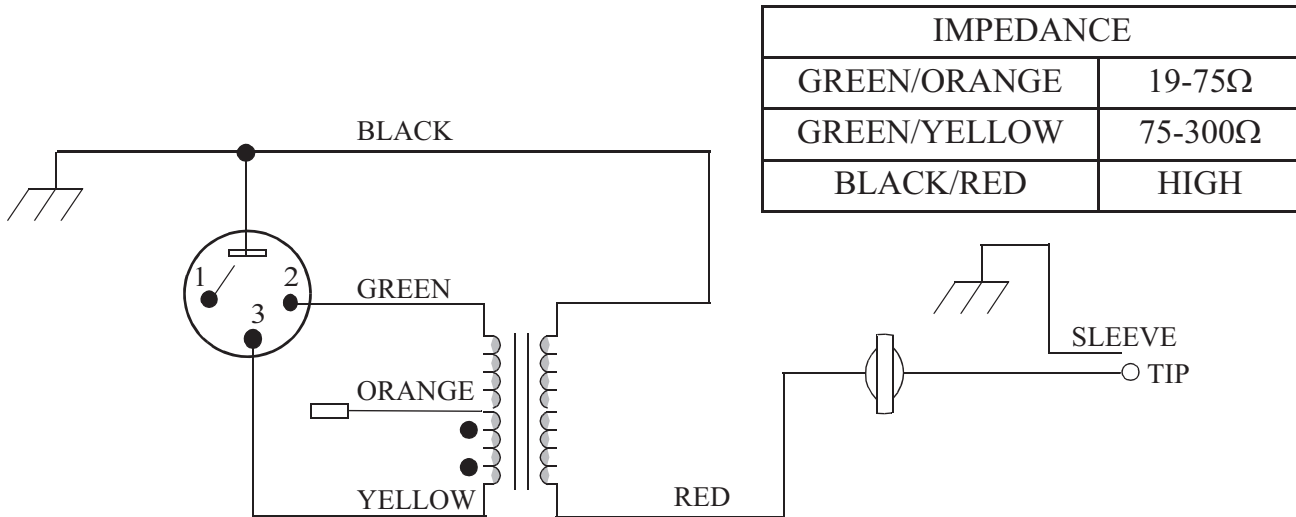 IMPEDANCE
GREEN/ORANGE 19-75Ω
GREEN/YELLOW 75-300Ω
BLACK/RED HIGH
BLACK
1 2
3
GREEN
ORANGE
YELLOW
RED
SLEEVE
TIP